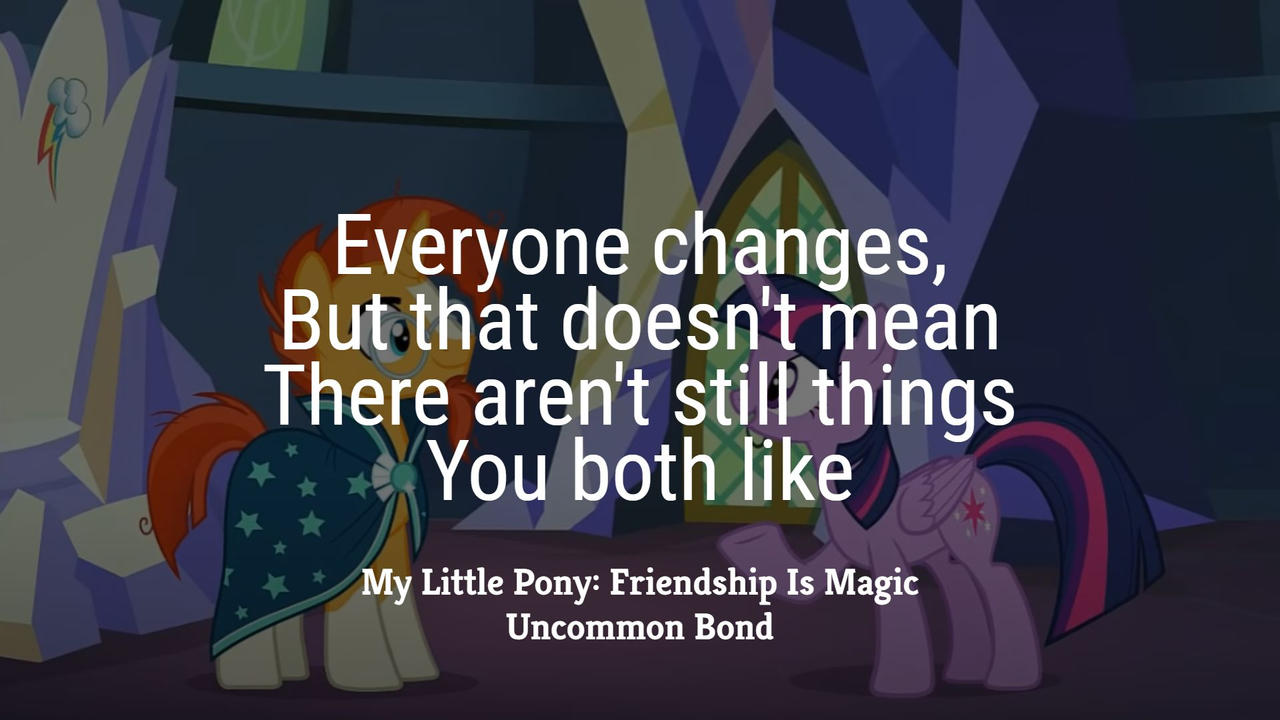 Everyone changes,
But that doesn't mean
There aren't still things
You both like
My Little Pony: Friendship Is Magic
Uncommon Bond